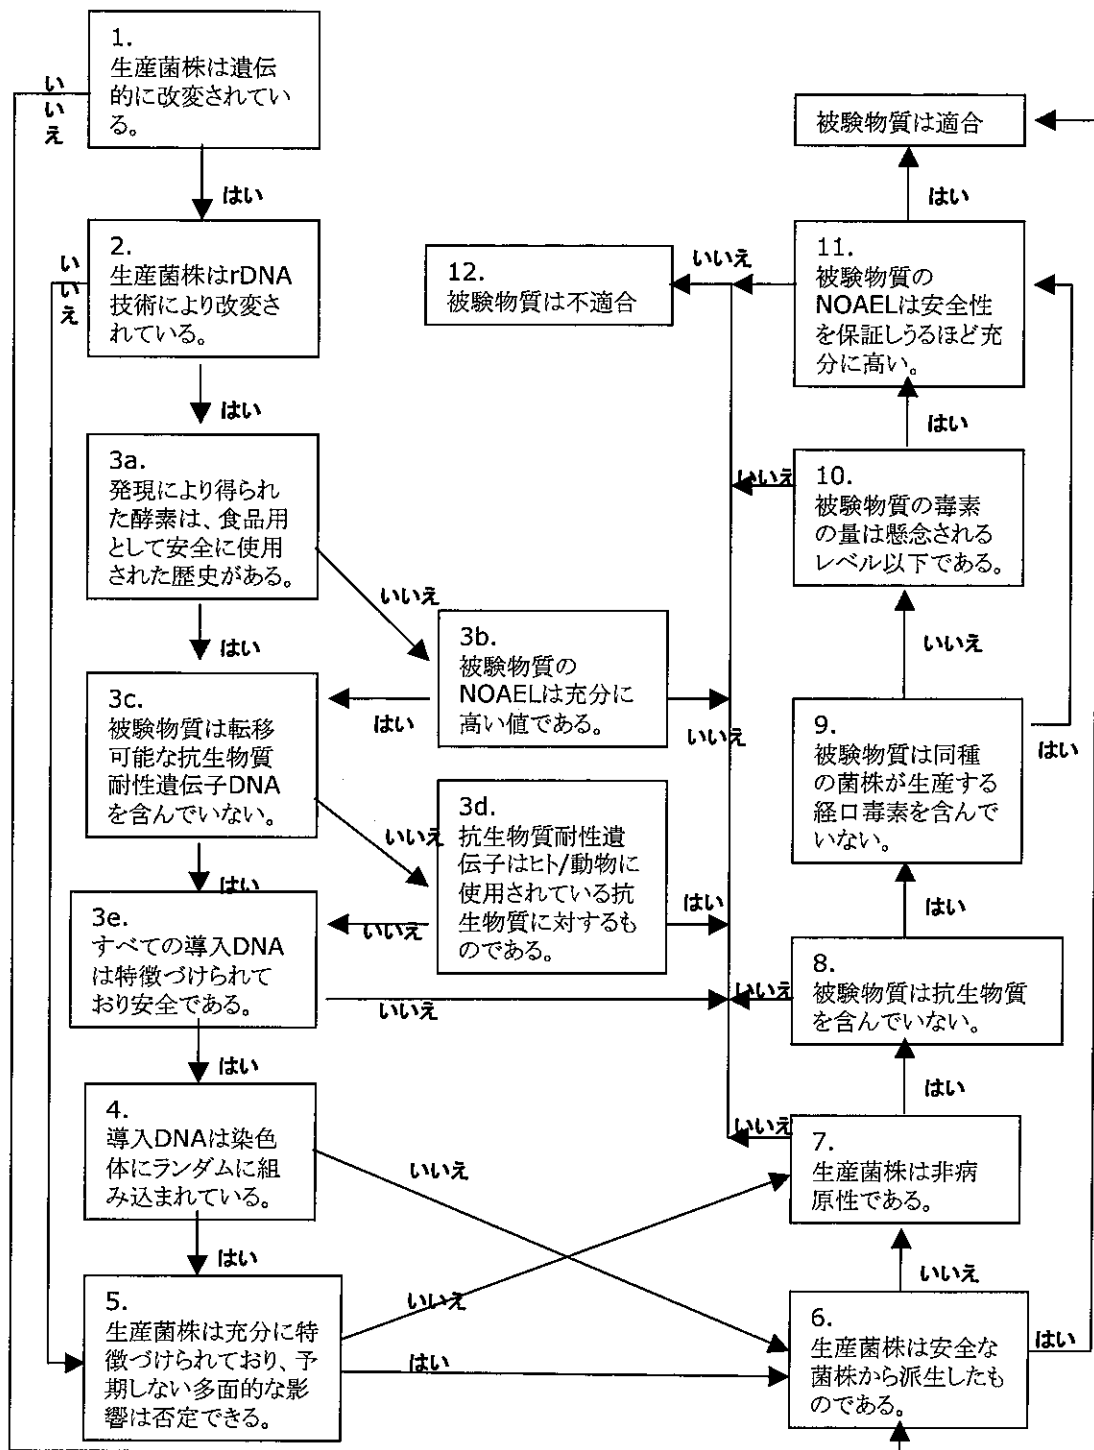 1.
生産菌株は遺伝
的に改変されてい
る。
いいえ
はい
2.
生産菌株はrDNA
技術により改変さ
れている。
いいえ
はい
3a.
発現により得られ
た酵素は、食品用
として安全に使用
された歴史がある。
いいえ
はい
3b.
被験物質の
NOAELは充分に
高い値である。
はい
いいえ
3c.
被験物質は転移
可能な抗生物質
耐性遺伝子DNA
を含んでいない。
いいえ
はい
3d.
抗生物質耐性遺
伝子はヒト/動物に
使用されている抗
生物質に対するも
のである。
いいえ
はい
3e.
すべての導入DNA
は特徴づけられて
おり安全である。
いいえ
はい
4.
導入DNAは染色
体にランダムに組
み込まれている。
いいえ
はい
5.
生産菌株は充分に特
徴づけられており、予
期しない多面的な影
響は否定できる。
いいえ
はい
6.
生産菌株は安全な
菌株から派生したも
のである。
はい
いいえ
7.
生産菌株は非病
原性である。
いいえ
はい
8.
被験物質は抗生物質
を含んでいない。
いいえ
はい
9.
被験物質は同種
の菌株が生産する
経口毒素を含んで
いない。
はい
いいえ
10.
被験物質の毒素
の量は懸念される
レベル以下である。
いいえ
はい
11.
被験物質の
NOAELは安全性
を保証しうるほど充
分に高い。
いいえ
はい
12.
被験物質は不適合
被験物質は適合